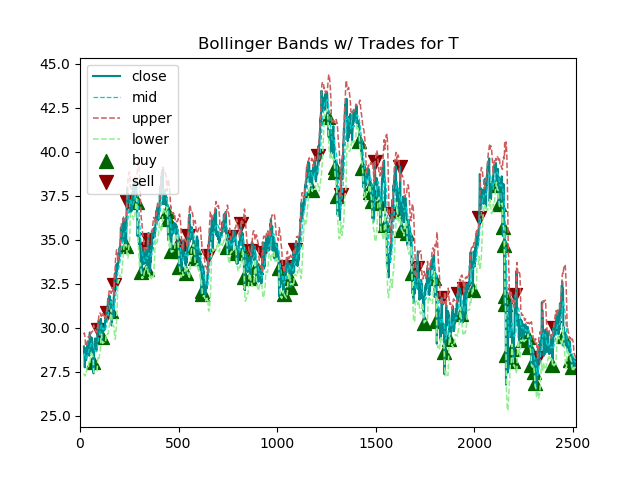 Bollinger Bands w/ Trades for T
45.0
42.5
40.0
37.5
35.0
32.5
30.0
27.5
25.0
close
mid
upper
lower
buy
sell
0 500 1000 1500 2000 2500